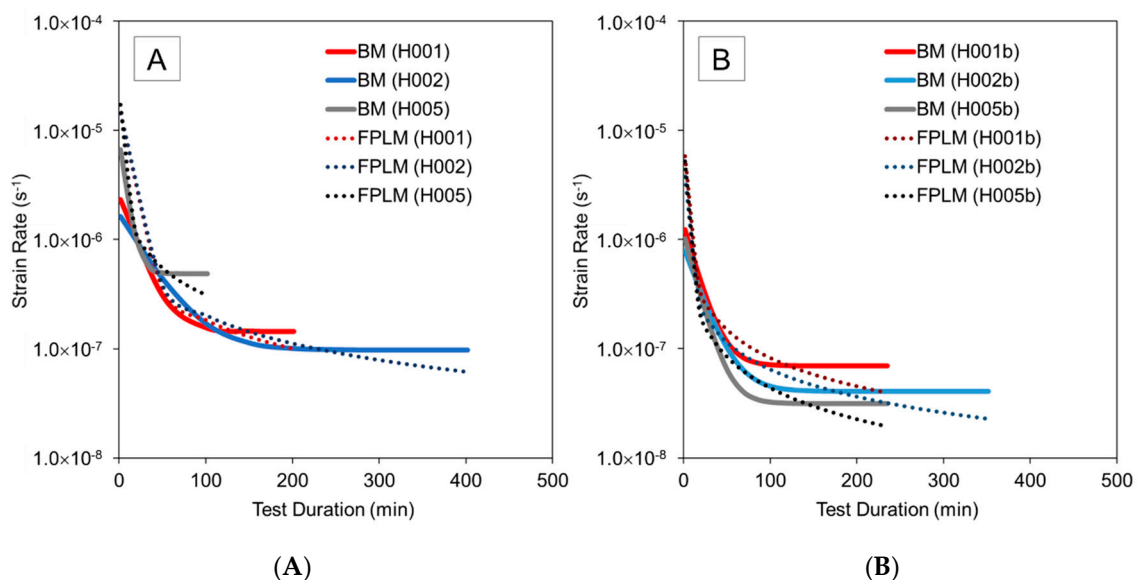 1.0×10⁻⁴
1.0×10⁻⁵
1.0×10⁻⁶
1.0×10⁻⁷
1.0×10⁻⁸
Strain Rate (s⁻¹)
A
BM (H001)
BM (H002)
BM (H005)
FPLM (H001)
FPLM (H002)
FPLM (H005)
0 100 200 300 400 500
Test Duration (min)
(A)
1.0×10⁻⁴
1.0×10⁻⁵
1.0×10⁻⁶
1.0×10⁻⁷
1.0×10⁻⁸
Strain Rate (s⁻¹)
B
BM (H001b)
BM (H002b)
BM (H005b)
FPLM (H001b)
FPLM (H002b)
FPLM (H005b)
0 100 200 300 400 500
Test Duration (min)
(B)